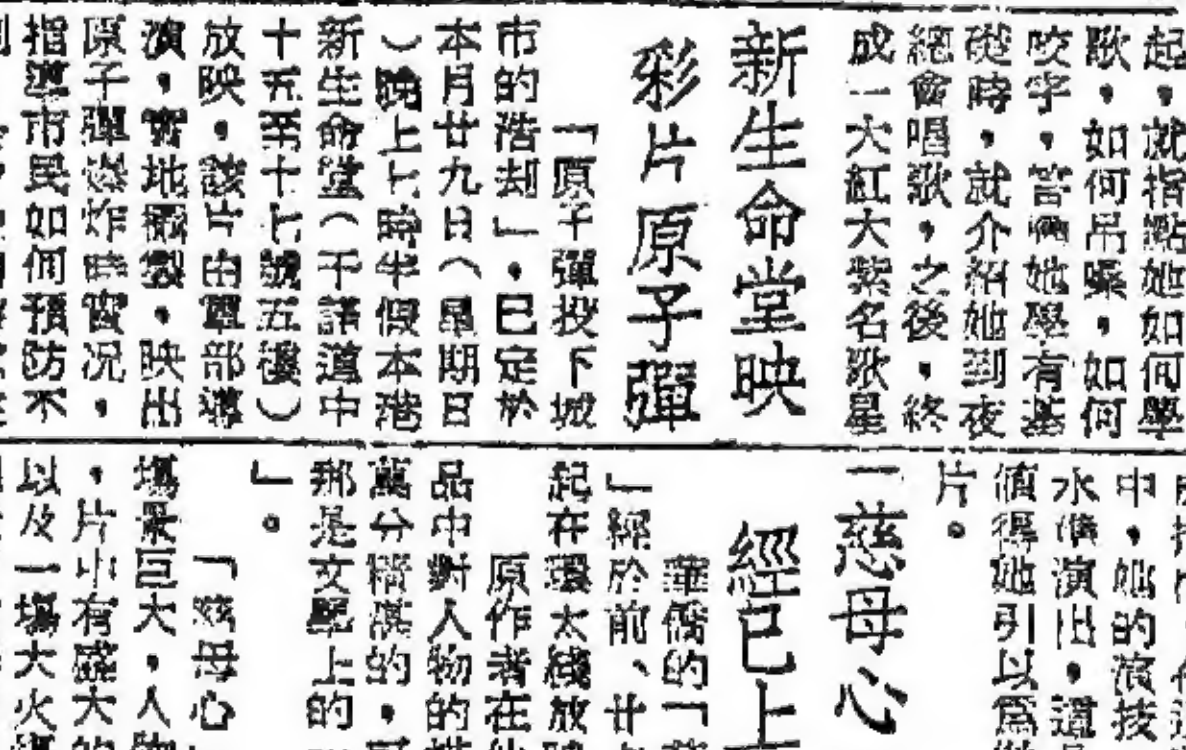 起，就指點她如何學
歌，如何吊嗓，如何
咬字，等她學有基
礎時，就介紹她到夜
總會唱歌，之後，終
成一大紅大紫名歌星
新生命堂映
彩片原子彈
「原子彈投下城
市的浩刧」，已定於
本月廿九日（星期日
）晚上七時半假本港
新生命堂（干諾道中
十五至十七號五樓）
放映，該片由軍部導
演，實地攝製，映出
原子彈爆炸時實况，
指導市民如何預防不
片。
值得她引以爲
水準演出，這
中，她的演技
慈母心
經已上
華僑的「
」經於前、廿
起在環太綫放
原作者在
品中對人物的
萬分精湛的，
那是文壘上的
」。
「慈母心
塲景巨大，人物
，片中有盛大的
以及一塲大火